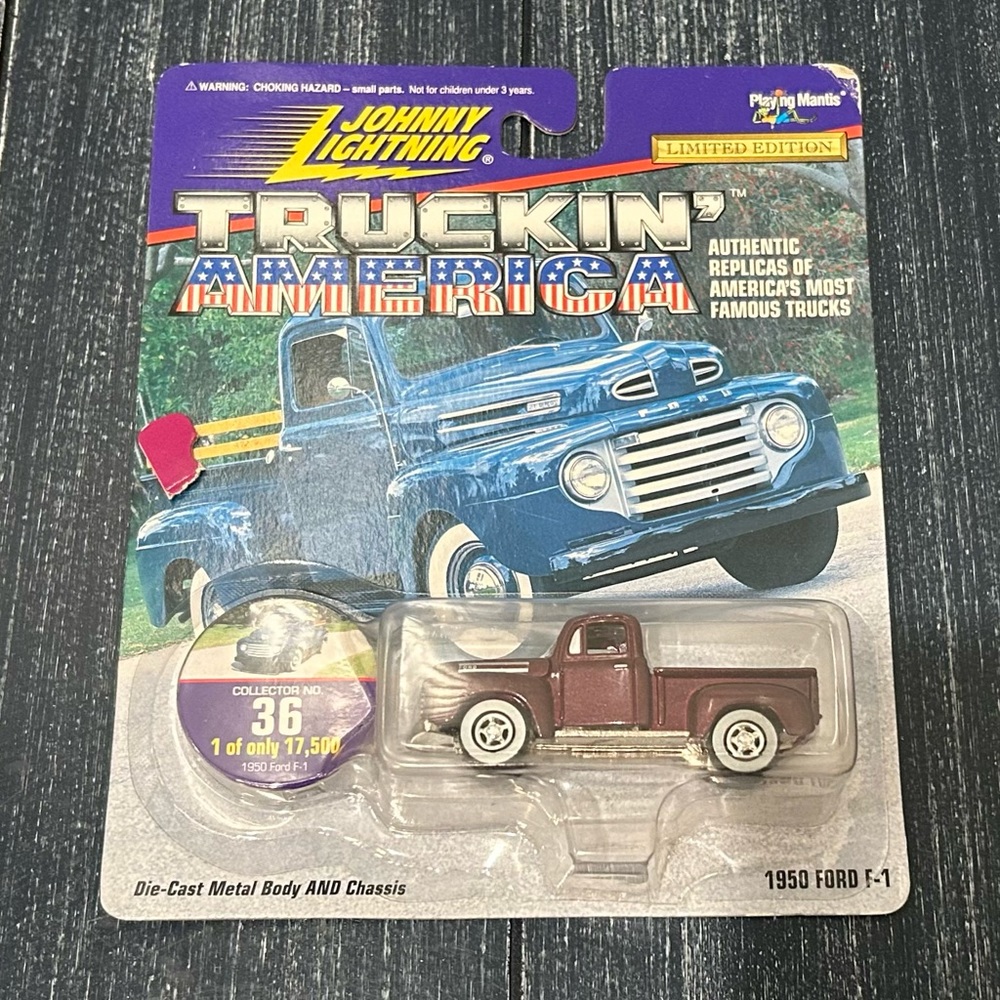 ⚠ WARNING: CHOKING HAZARD – small parts. Not for children under 3 years.
Playing Mantis®
JOHNNY
LIGHTNING®
LIMITED EDITION
TRUCKIN'™
AMERICA
AUTHENTIC
REPLICAS OF
AMERICA'S MOST
FAMOUS TRUCKS
FORD
COLLECTOR NO.
36
1 of only 17,500
1950 Ford F-1
Die-Cast Metal Body AND Chassis
1950 FORD F-1